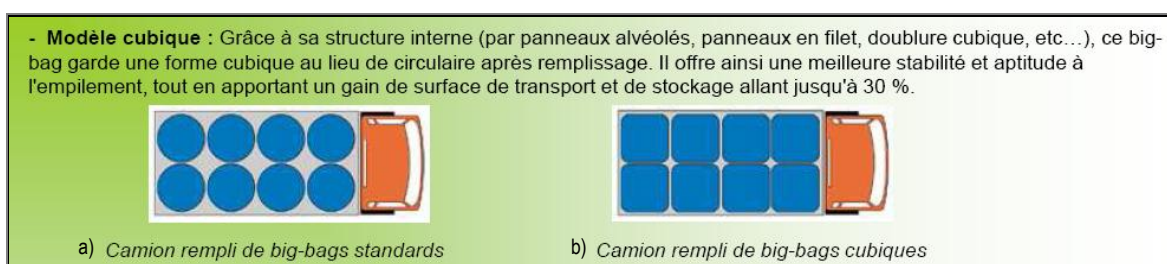 - Modèle cubique : Grâce à sa structure interne (par panneaux alvéolés, panneaux en filet, doublure cubique, etc…), ce big-
bag garde une forme cubique au lieu de circulaire après remplissage. Il offre ainsi une meilleure stabilité et aptitude à
l'empilement, tout en apportant un gain de surface de transport et de stockage allant jusqu'à 30 %.
a) Camion rempli de big-bags standards
b) Camion rempli de big-bags cubiques